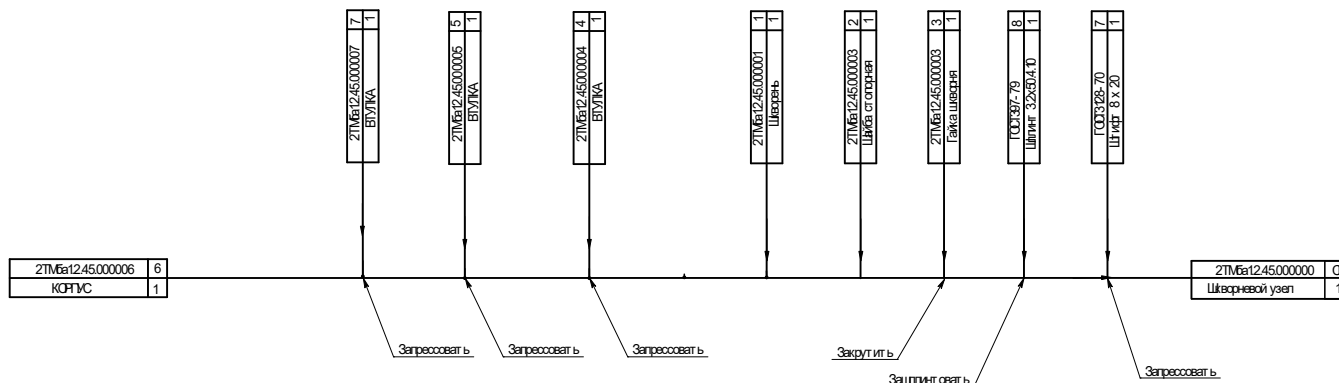 2ТМба12.45.000007 7
ВТУЛКА 1
2ТМба12.45.000005 5
ВТУЛКА 1
2ТМба12.45.000004 4
ВТУЛКА 1
2ТМба12.45.000001 1
Шкворень 1
2ТМба12.45.000003 2
Шайба стопорная 1
2ТМба12.45.000003 3
Гайка шкворня 1
ГОСТ397-79 8
Шплинт 3.2х50.4.10 1
ГОСТ3128-70 7
Штифт 8 х 20 1
2ТМба12.45.000006 6
КОРПУС 1
2ТМба12.45.000000
Шкворневой узел 1
Запрессовать
Запрессовать
Запрессовать
Закрутить
Зашплинтовать
Запрессовать